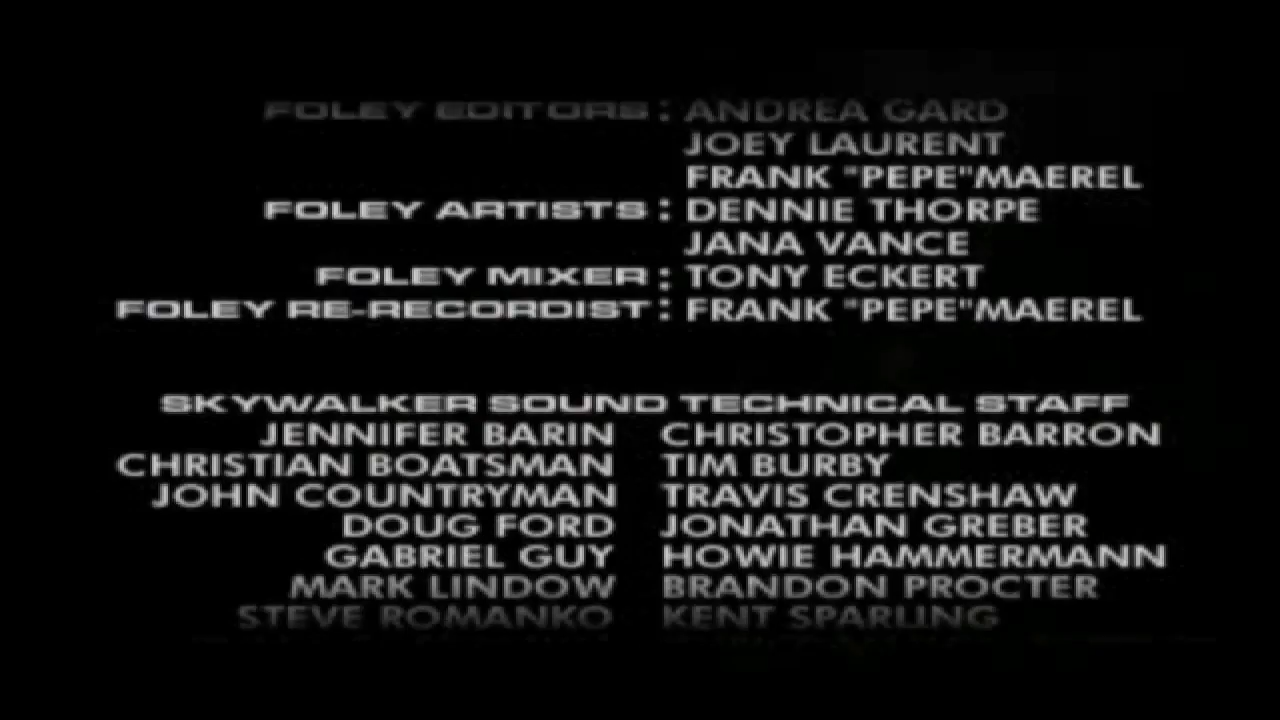 FOLEY EDITORS: ANDREA GARD
JOEY LAURENT
FRANK "PEPE"MAEREL
FOLEY ARTISTS: DENNIE THORPE
JANA VANCE
FOLEY MIXER: TONY ECKERT
FOLEY RE-RECORDIST: FRANK "PEPE"MAEREL
SKYWALKER SOUND TECHNICAL STAFF
JENNIFER BARIN CHRISTOPHER BARRON
CHRISTIAN BOATSMAN TIM BURBY
JOHN COUNTRYMAN TRAVIS CRENSHAW
DOUG FORD JONATHAN GREBER
GABRIEL GUY HOWIE HAMMERMANN
MARK LINDOW BRANDON PROCTER
STEVE ROMANKO KENT SPARLING